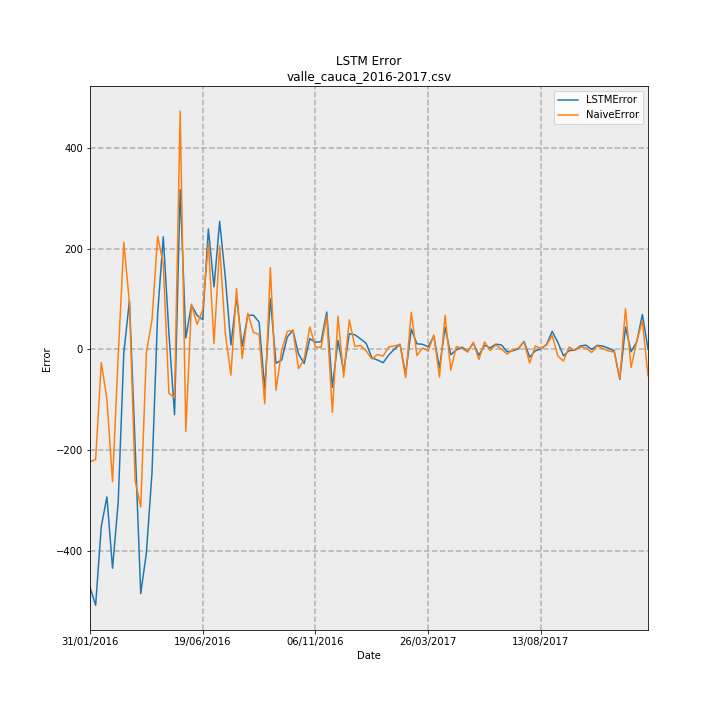 LSTM Error
valle_cauca_2016-2017.csv
LSTMError
NaiveError
400
200
0
−200
−400
Error
31/01/2016
19/06/2016
06/11/2016
26/03/2017
13/08/2017
Date